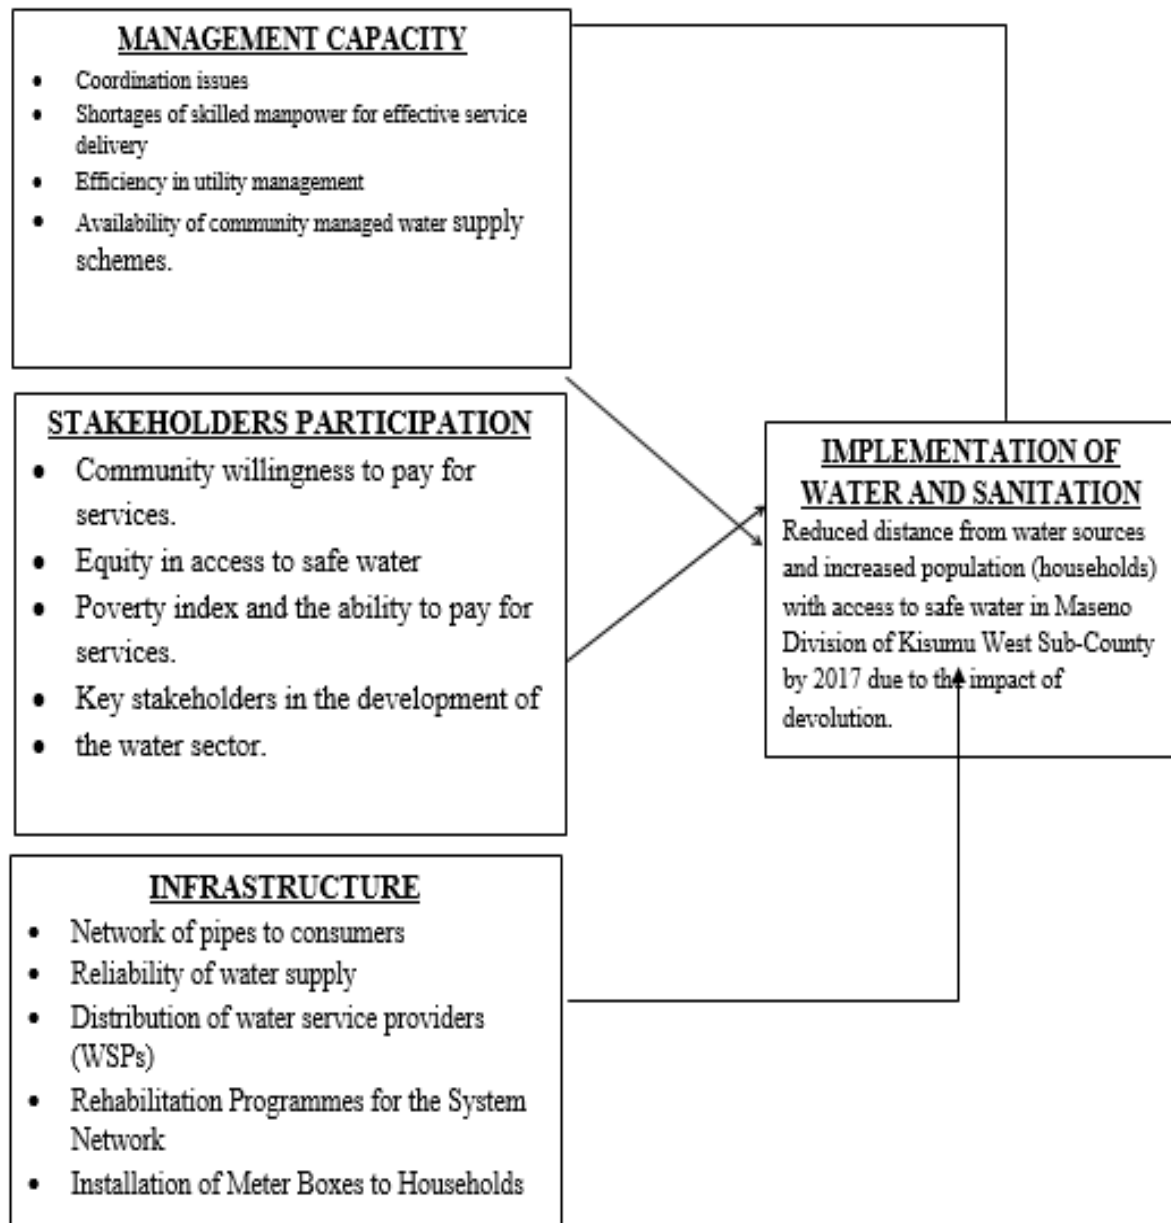 MANAGEMENT CAPACITY
• Coordination issues
• Shortages of skilled manpower for effective service
delivery
• Efficiency in utility management
• Availability of community managed water supply
schemes.
STAKEHOLDERS PARTICIPATION
• Community willingness to pay for
services.
• Equity in access to safe water
• Poverty index and the ability to pay for
services.
• Key stakeholders in the development of
• the water sector.
INFRASTRUCTURE
• Network of pipes to consumers
• Reliability of water supply
• Distribution of water service providers
(WSPs)
• Rehabilitation Programmes for the System
Network
• Installation of Meter Boxes to Households
IMPLEMENTATION OF
WATER AND SANITATION
Reduced distance from water sources
and increased population (households)
with access to safe water in Maseno
Division of Kisumu West Sub-County
by 2017 due to the impact of
devolution.